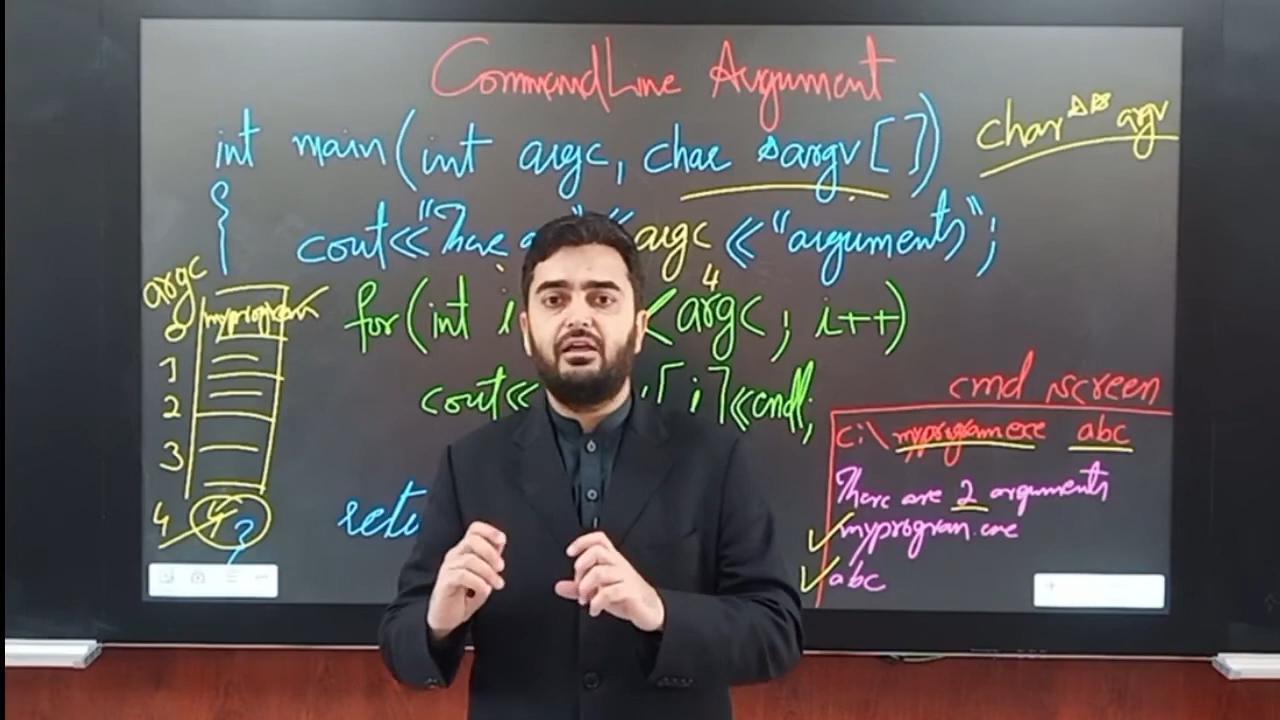 CommandLine Argument
int main(int argc, char *argv[])
char** argv
{ cout<<"There a << argc << "arguments";
4
argc
for(int i < argc; i++)
0 myprogram
1
2
3
4 4
cout<< [i]<<endl;
cmd screen
c:\myprogram.exe abc
There are 2 arguments
myprogram.exe
abc
retu
}